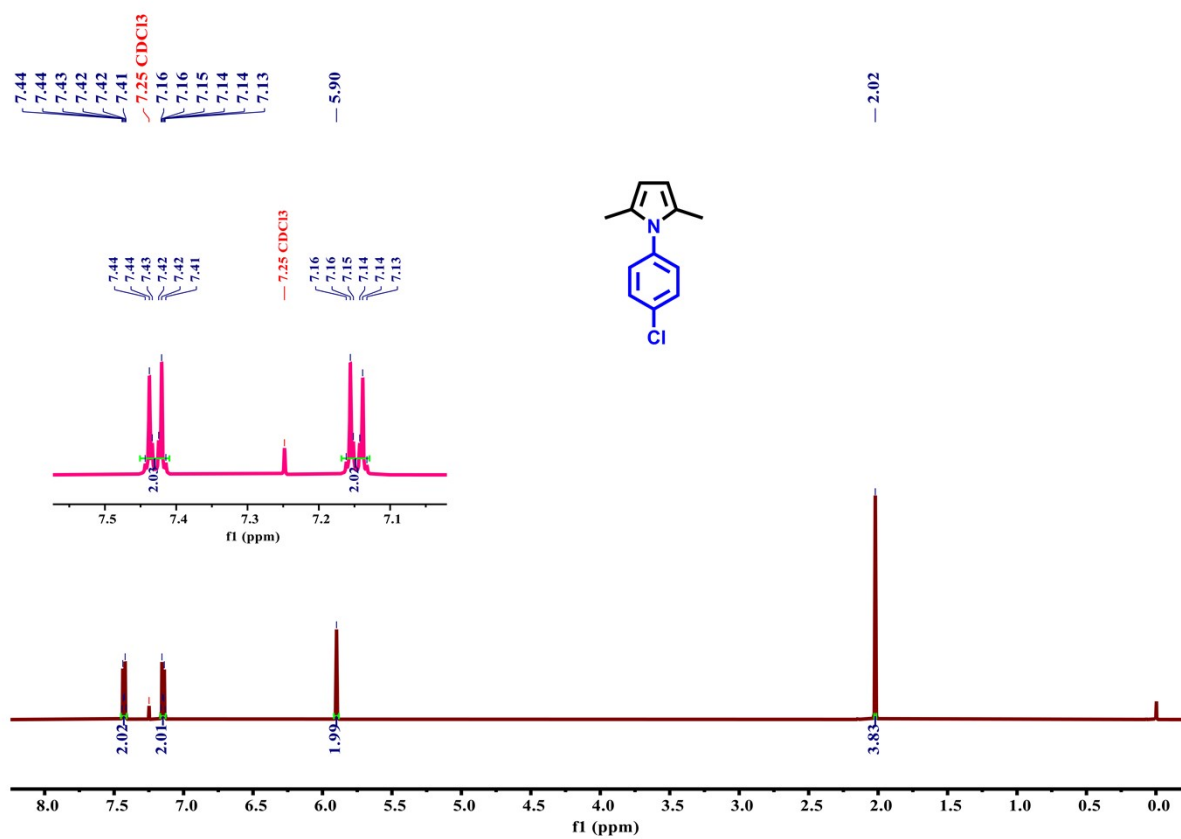 7.44 7.44 7.43 7.42 7.42 7.41 7.25 CDCl3 7.16 7.16 7.15 7.14 7.14 7.13 5.90 2.02
7.44 7.44 7.43 7.42 7.42 7.41 7.25 CDCl3 7.16 7.16 7.15 7.14 7.14 7.13
N
Cl
2.03 2.02
7.5 7.4 7.3 7.2 7.1
f1 (ppm)
2.02 2.01 1.99 3.83
8.0 7.5 7.0 6.5 6.0 5.5 5.0 4.5 4.0 3.5 3.0 2.5 2.0 1.5 1.0 0.5 0.0
f1 (ppm)